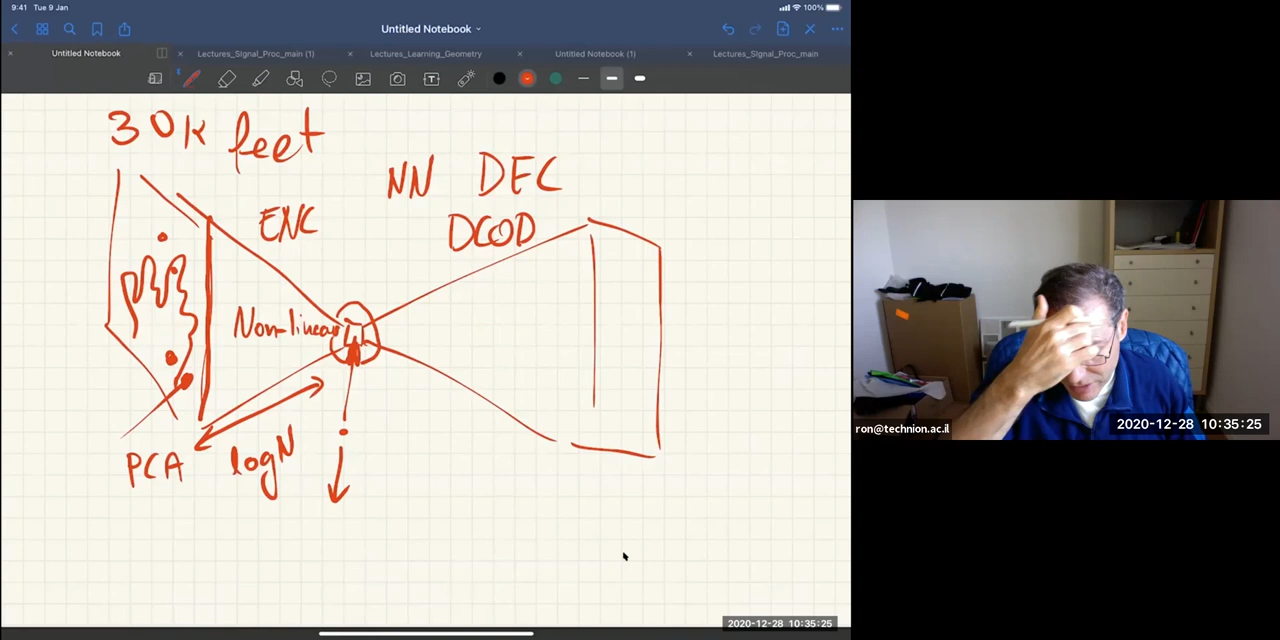 9:41 Tue 9 Jan
100%
Untitled Notebook
Untitled Notebook
Lectures_Signal_Proc_main (1)
Lectures_Learning_Geometry
Untitled Notebook (1)
Lectures_Signal_Proc_main
30K feet
NN DEC
ENC
DCOD
Non-linear
PCA
logN
2020-12-28 10:35:25
ron@technion.ac.il
2020-12-28 10:35:25